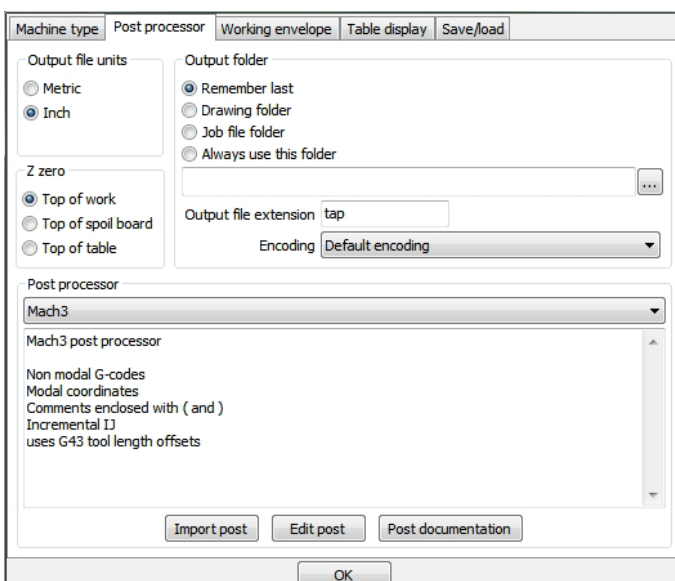 Machine type Post processor Working envelope Table display Save/load
Output file units
Metric
Inch
Z zero
Top of work
Top of spoil board
Top of table
Output folder
Remember last
Drawing folder
Job file folder
Always use this folder
...
Output file extension tap
Encoding Default encoding
Post processor
Mach3
Mach3 post processor
Non modal G-codes
Modal coordinates
Comments enclosed with ( and )
Incremental IJ
uses G43 tool length offsets
Import post Edit post Post documentation
OK